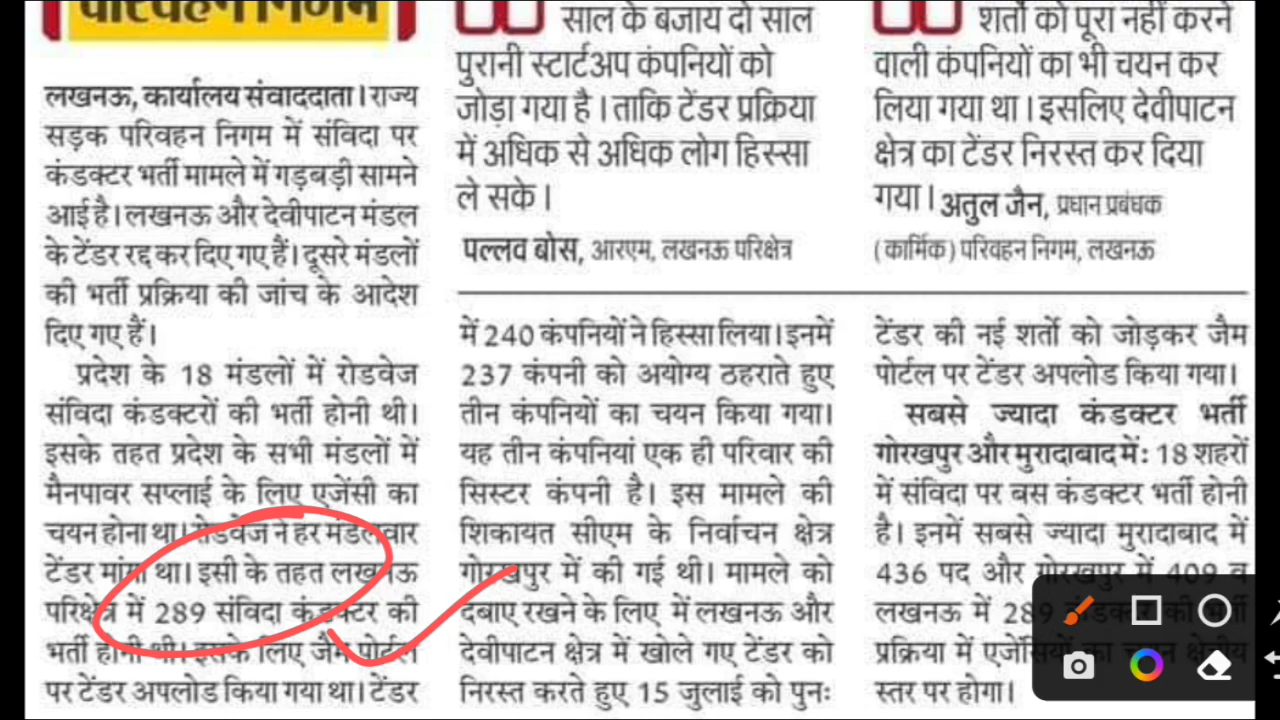 परिवहन निगम
लखनऊ, कार्यालय संवाददाता। राज्य
सड़क परिवहन निगम में संविदा पर
कंडक्टर भर्ती मामले में गड़बड़ी सामने
आई है। लखनऊ और देवीपाटन मंडल
के टेंडर रद्द कर दिए गए हैं। दूसरे मंडलों
की भर्ती प्रक्रिया की जांच के आदेश
दिए गए हैं।
प्रदेश के 18 मंडलों में रोडवेज
संविदा कंडक्टरों की भर्ती होनी थी।
इसके तहत प्रदेश के सभी मंडलों में
मैनपावर सप्लाई के लिए एजेंसी का
चयन होना था। रोडवेज ने हर मंडलवार
टेंडर मांगा था। इसी के तहत लखनऊ
परिक्षेत्र में 289 संविदा कंडक्टर की
भर्ती होनी थी। इसके लिए जैम पोर्टल
पर टेंडर अपलोड किया गया था। टेंडर
साल के बजाय दो साल
पुरानी स्टार्टअप कंपनियों को
जोड़ा गया है। ताकि टेंडर प्रक्रिया
में अधिक से अधिक लोग हिस्सा
ले सके।
पल्लव बोस, आरएम, लखनऊ परिक्षेत्र
शर्तो को पूरा नहीं करने
वाली कंपनियों का भी चयन कर
लिया गया था। इसलिए देवीपाटन
क्षेत्र का टेंडर निरस्त कर दिया
गया। अतुल जैन, प्रधान प्रबंधक
(कार्मिक) परिवहन निगम, लखनऊ
में 240 कंपनियों ने हिस्सा लिया। इनमें
237 कंपनी को अयोग्य ठहराते हुए
तीन कंपनियों का चयन किया गया।
यह तीन कंपनियां एक ही परिवार की
सिस्टर कंपनी है। इस मामले की
शिकायत सीएम के निर्वाचन क्षेत्र
गोरखपुर में की गई थी। मामले को
दबाए रखने के लिए में लखनऊ और
देवीपाटन क्षेत्र में खोले गए टेंडर को
निरस्त करते हुए 15 जुलाई को पुनः
टेंडर की नई शर्तो को जोड़कर जैम
पोर्टल पर टेंडर अपलोड किया गया।
सबसे ज्यादा कंडक्टर भर्ती
गोरखपुर और मुरादाबाद में: 18 शहरों
में संविदा पर बस कंडक्टर भर्ती होनी
है। इनमें सबसे ज्यादा मुरादाबाद में
436 पद और गोरखपुर में 409 व
लखनऊ में 289 कंडक्टर की भर्ती
प्रक्रिया में एजेंसियों का चयन क्षेत्रीय
स्तर पर होगा।